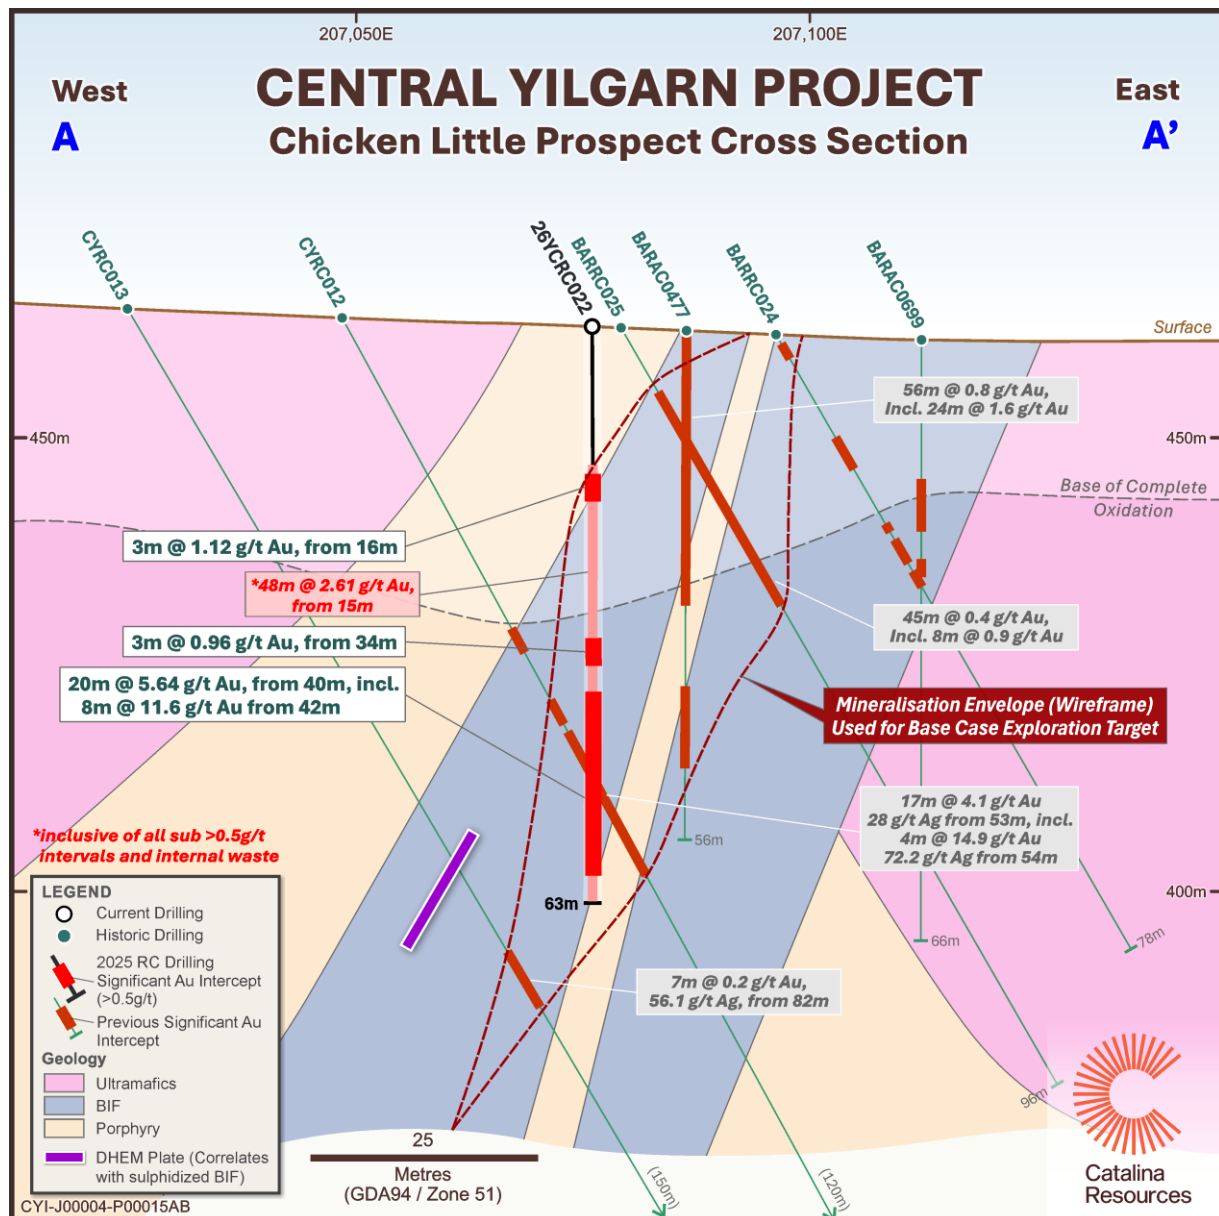 207,050E
207,100E
West
CENTRAL YILGARN PROJECT
East
A
Chicken Little Prospect Cross Section
A’
CYRC013
CYRC012
26YCRC022
BARRC025
BARAC0477
BARRC024
BARAC0699
Surface
56m @ 0.8 g/t Au,
Incl. 24m @ 1.6 g/t Au
450m
450m
Base of Complete
Oxidation
3m @ 1.12 g/t Au, from 16m
*48m @ 2.61 g/t Au,
from 15m
45m @ 0.4 g/t Au,
Incl. 8m @ 0.9 g/t Au
3m @ 0.96 g/t Au, from 34m
20m @ 5.64 g/t Au, from 40m, incl.
8m @ 11.6 g/t Au from 42m
Mineralisation Envelope (Wireframe)
Used for Base Case Exploration Target
17m @ 4.1 g/t Au
28 g/t Ag from 53m, incl.
4m @ 14.9 g/t Au
72.2 g/t Ag from 54m
*inclusive of all sub >0.5g/t
intervals and internal waste
56m
63m
400m
66m
78m
96m
(150m)
(120m)
7m @ 0.2 g/t Au,
56.1 g/t Ag, from 82m
LEGEND
Current Drilling
Historic Drilling
2025 RC Drilling
Significant Au Intercept
(>0.5g/t)
Previous Significant Au
Intercept
Geology
Ultramafics
BIF
Porphyry
DHEM Plate (Correlates
with sulphidized BIF)
25
Metres
(GDA94 / Zone 51)
Catalina
Resources
CYI-J00004-P00015AB